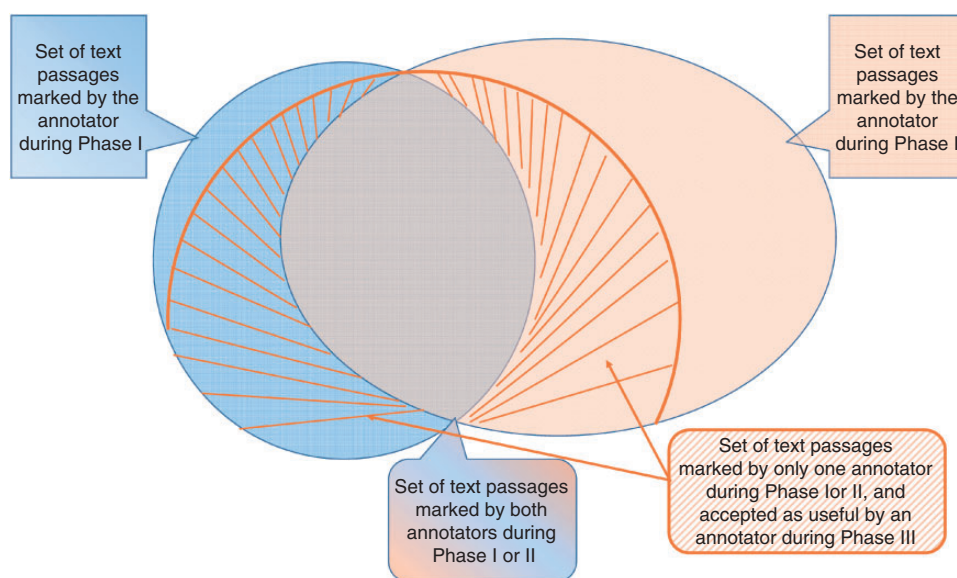 Set of text
passages
marked by the
annotator
during Phase I
Set of text
passages
marked by the
annotator
during Phase I
Set of text passages
marked by both
annotators during
Phase I or II
Set of text passages
marked by only one annotator
during Phase Ior II, and
accepted as useful by an
annotator during Phase III